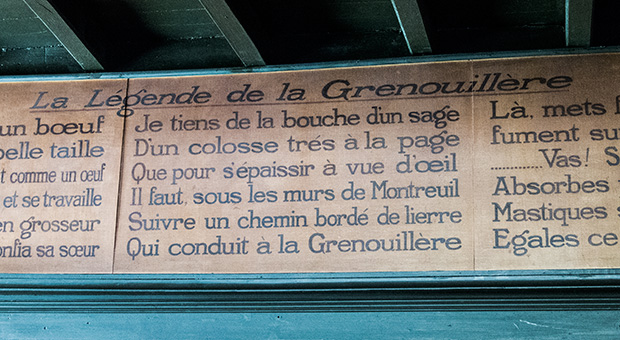 La Légende de la Grenouillère
un bœuf
belle taille
t comme un œuf
et se travaille
en grosseur
onfia sa sœur
Je tiens de la bouche d'un sage
D'un colosse trés à la page
Que pour s'épaissir à vue d'œil
Il faut, sous les murs de Montreuil
Suivre un chemin bordé de lierre
Qui conduit à la Grenouillère
Là, mets
fument su
..........Vas! S
Absorbes
Mastiques s
Egales ce